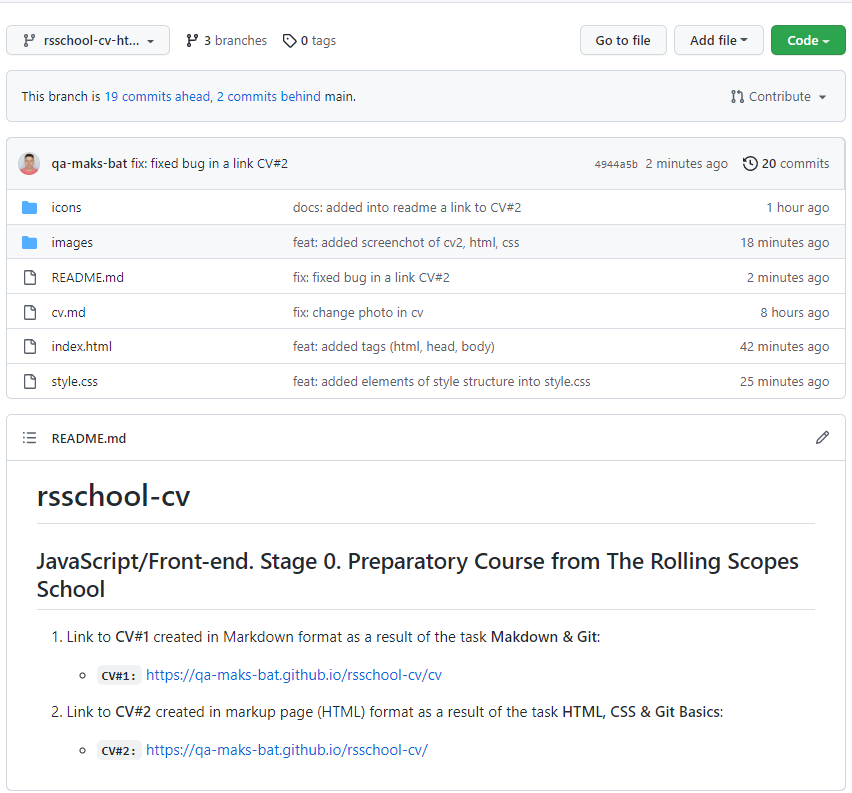 rsschool-cv-ht... 3 branches 0 tags Go to file Add file Code
This branch is 19 commits ahead, 2 commits behind main. Contribute
qa-maks-bat fix: fixed bug in a link CV#2 4944a5b 2 minutes ago 20 commits
icons docs: added into readme a link to CV#2 1 hour ago
images feat: added screenchot of cv2, html, css 18 minutes ago
README.md fix: fixed bug in a link CV#2 2 minutes ago
cv.md fix: change photo in cv 8 hours ago
index.html feat: added tags (html, head, body) 42 minutes ago
style.css feat: added elements of style structure into style.css 25 minutes ago
README.md
rsschool-cv
JavaScript/Front-end. Stage 0. Preparatory Course from The Rolling Scopes
School
1. Link to CV#1 created in Markdown format as a result of the task Makdown & Git:
CV#1: https://qa-maks-bat.github.io/rsschool-cv/cv
2. Link to CV#2 created in markup page (HTML) format as a result of the task HTML, CSS & Git Basics:
CV#2: https://qa-maks-bat.github.io/rsschool-cv/